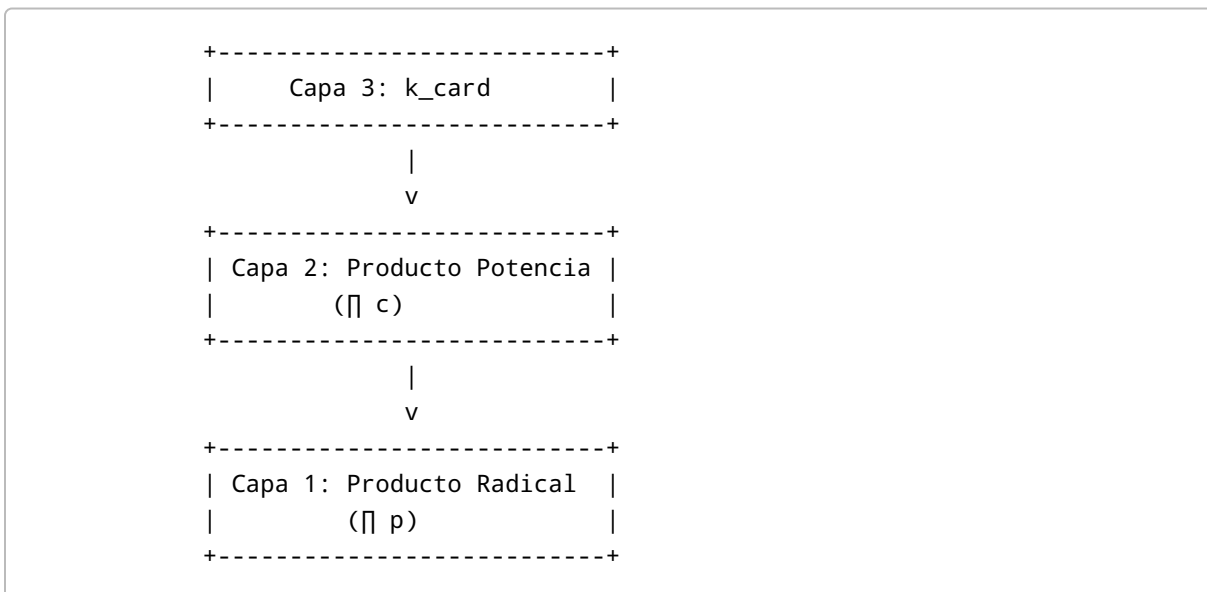 +---------------------------+
|     Capa 3: k_card        |
+---------------------------+
              |
              v
+---------------------------+
| Capa 2: Producto Potencia |
|        (∏ c)              |
+---------------------------+
              |
              v
+---------------------------+
| Capa 1: Producto Radical  |
|         (∏ p)             |
+---------------------------+